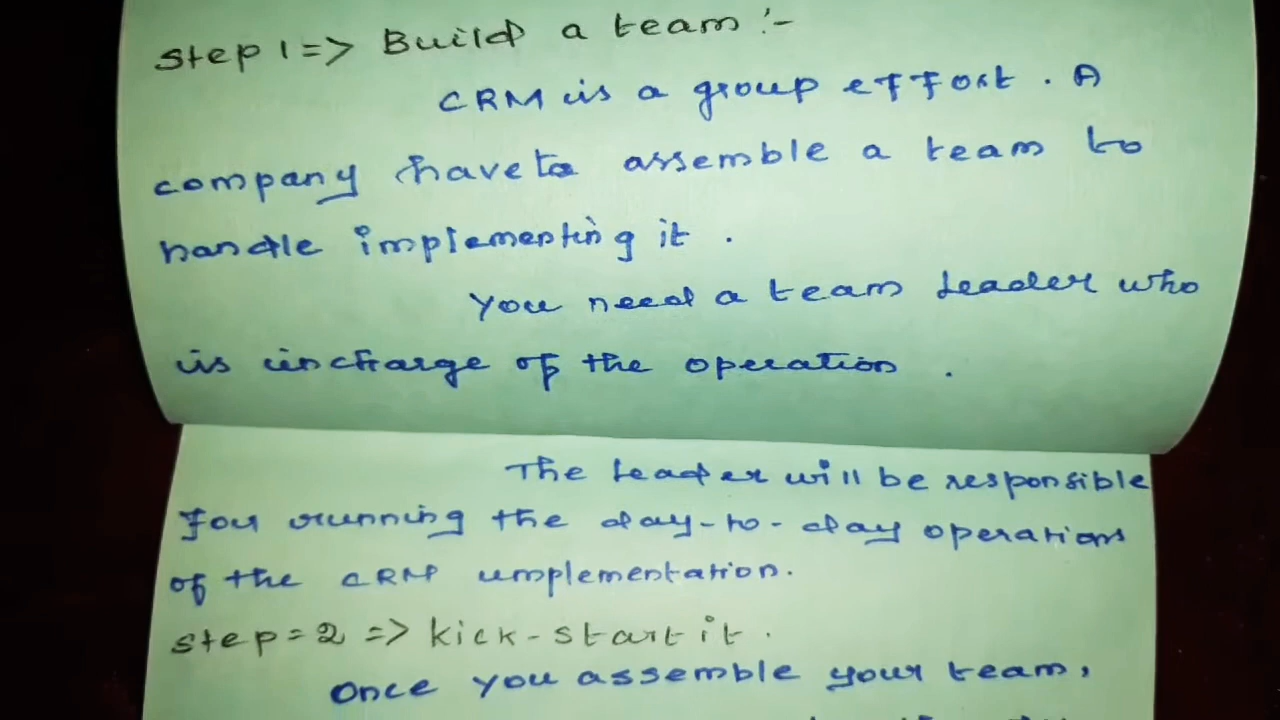 step 1 => Build a team :-
CRM is a group effort. A
company have to assemble a team to
handle implementing it.
You need a team leader who
is incharge of the operation.
The leader will be responsible
for running the day-to-day operations
of the CRM implementation.
step=2 => kick-start it.
Once you assemble your team,